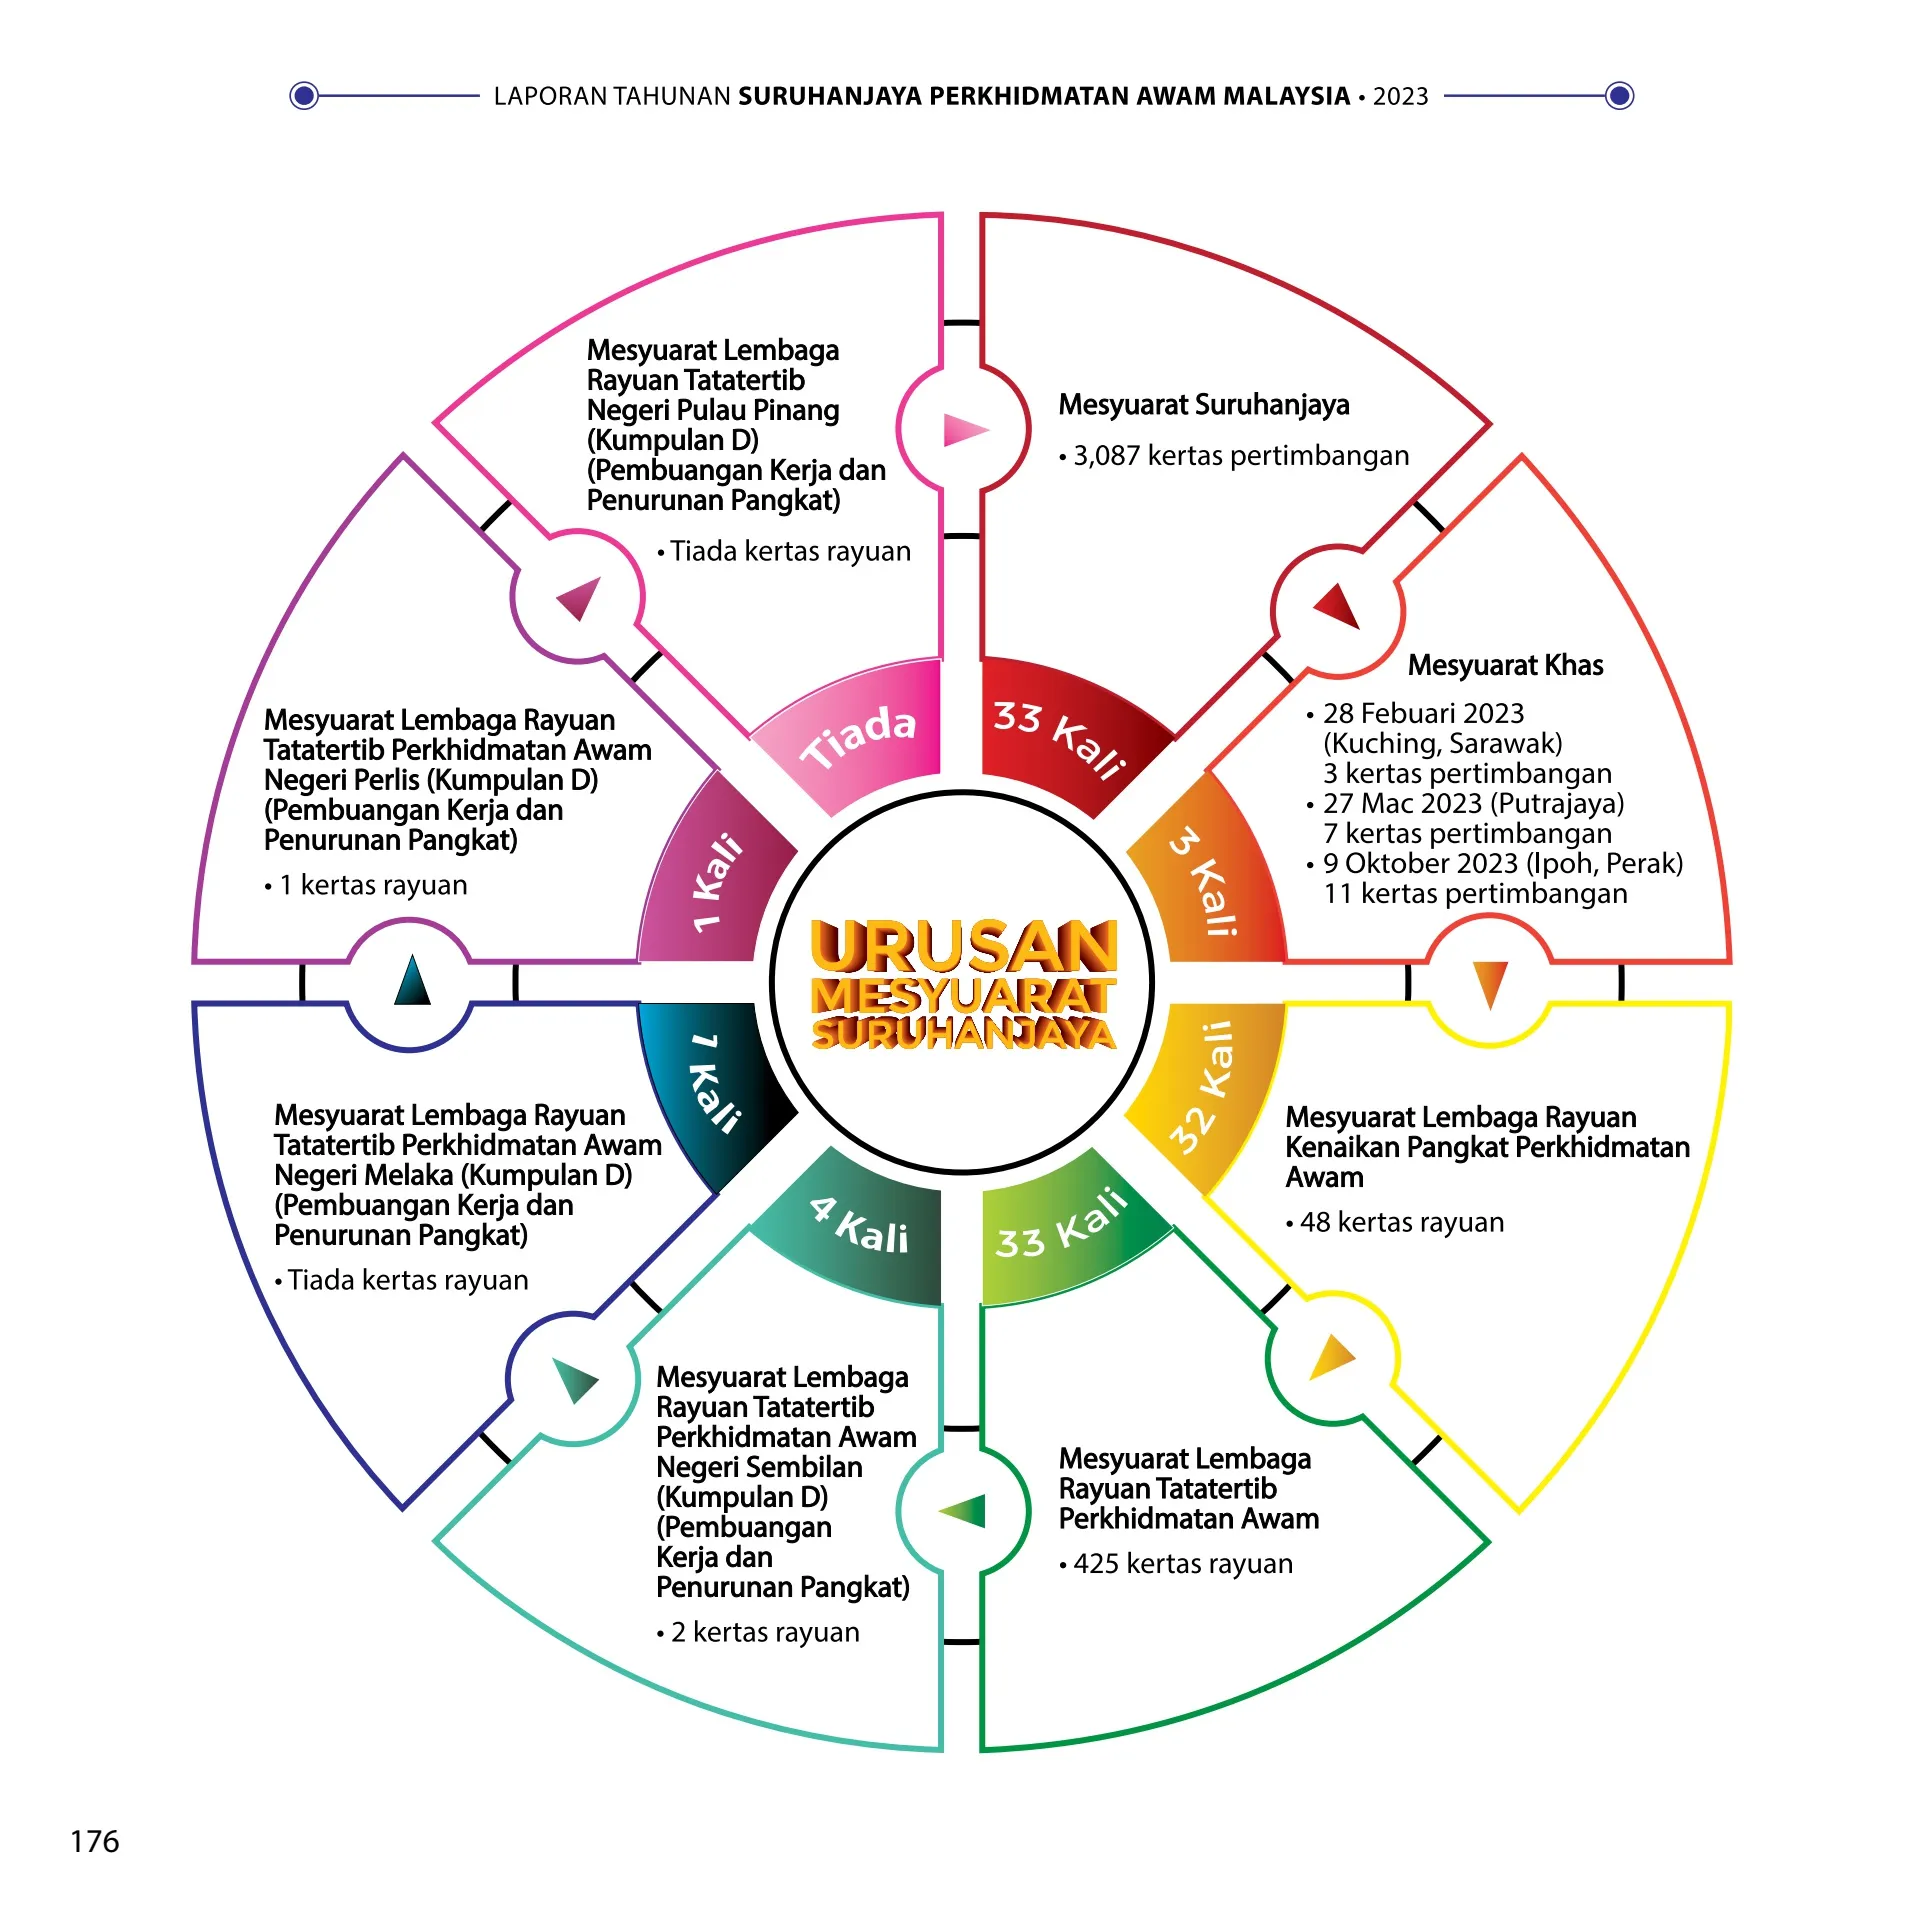 LAPORAN TAHUNAN SURUHANJAYA PERKHIDMATAN AWAM MALAYSIA • 2023
Mesyuarat Suruhanjaya
• 3,087 kertas pertimbangan
33 Kali
Mesyuarat Khas
• 28 Febuari 2023
(Kuching, Sarawak)
3 kertas pertimbangan
• 27 Mac 2023 (Putrajaya)
7 kertas pertimbangan
• 9 Oktober 2023 (Ipoh, Perak)
11 kertas pertimbangan
3 Kali
Mesyuarat Lembaga Rayuan
Kenaikan Pangkat Perkhidmatan
Awam
• 48 kertas rayuan
32 Kali
Mesyuarat Lembaga
Rayuan Tatatertib
Perkhidmatan Awam
• 425 kertas rayuan
33 Kali
Mesyuarat Lembaga
Rayuan Tatatertib
Perkhidmatan Awam
Negeri Sembilan
(Kumpulan D)
(Pembuangan
Kerja dan
Penurunan Pangkat)
• 2 kertas rayuan
4 Kali
Mesyuarat Lembaga Rayuan
Tatatertib Perkhidmatan Awam
Negeri Melaka (Kumpulan D)
(Pembuangan Kerja dan
Penurunan Pangkat)
• Tiada kertas rayuan
1 Kali
Mesyuarat Lembaga Rayuan
Tatatertib Perkhidmatan Awam
Negeri Perlis (Kumpulan D)
(Pembuangan Kerja dan
Penurunan Pangkat)
• 1 kertas rayuan
1 Kali
Mesyuarat Lembaga
Rayuan Tatatertib
Negeri Pulau Pinang
(Kumpulan D)
(Pembuangan Kerja dan
Penurunan Pangkat)
• Tiada kertas rayuan
Tiada
URUSAN
MESYUARAT
SURUHANJAYA
176